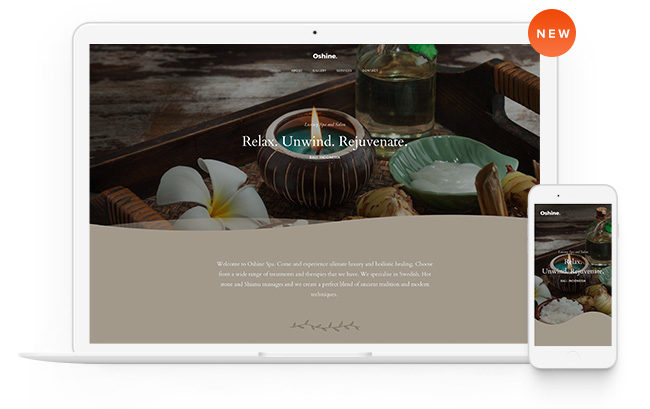 NEW
Oshine.
HOME ABOUT GALLERY SERVICES CONTACT
Luxury Spa and Salon
Relax. Unwind. Rejuvenate.
BALI, INDONESIA
Welcome to Oshine Spa. Come and experience ultimate luxury and holistic healing. Choose
from a wide range of treatments and therapies that we have. We specialize in Swedish, Hot
stone and Shiatsu massages and we create a perfect blend of ancient tradition and modern
techniques.
Oshine.
Luxury Spa and Salon
Relax.
Unwind. Rejuvenate.
BALI, INDONESIA